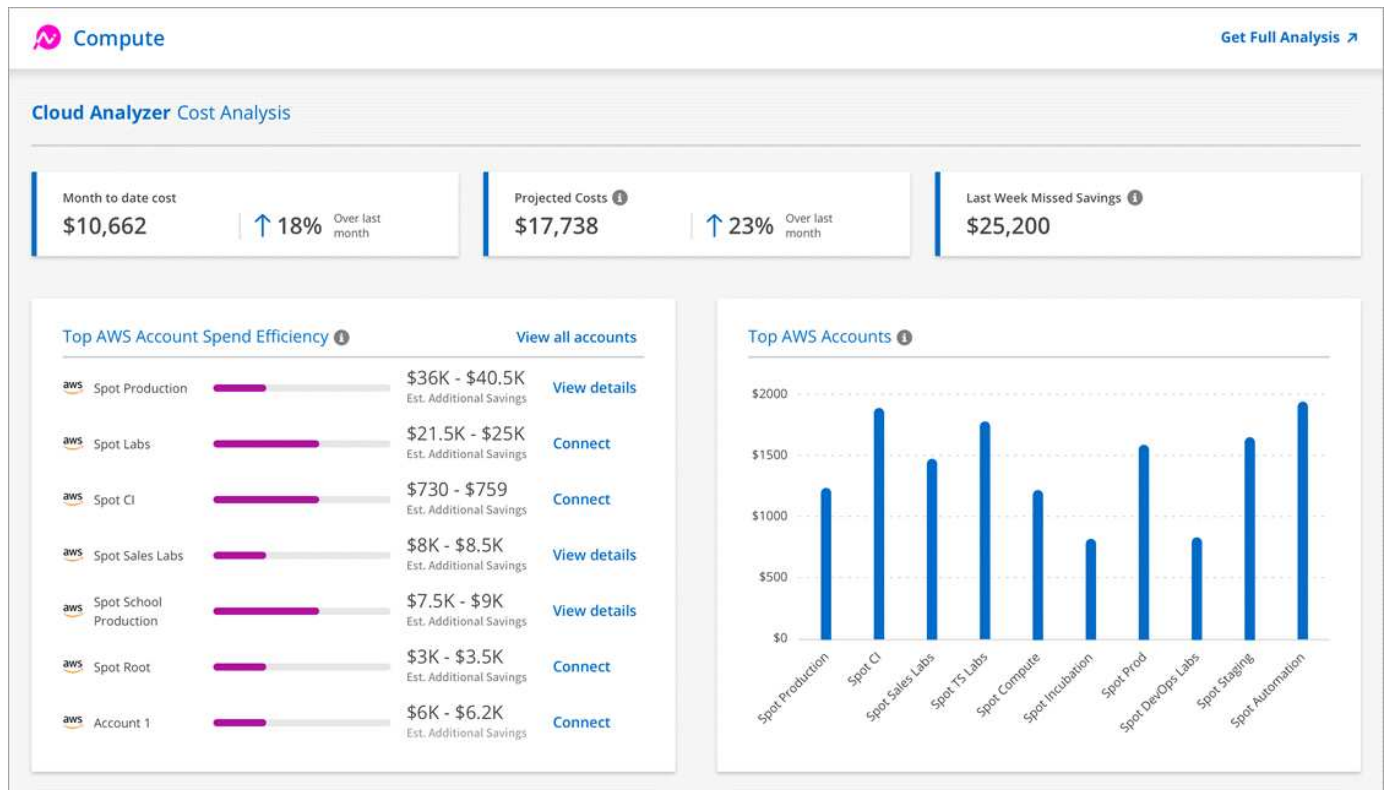 Compute
Get Full Analysis ↗
Cloud Analyzer Cost Analysis
Month to date cost
$10,662
↑ 18%
Over last
month
Projected Costs
$17,738
↑ 23%
Over last
month
Last Week Missed Savings
$25,200
Top AWS Account Spend Efficiency
View all accounts
aws Spot Production
$36K - $40.5K
Est. Additional Savings
View details
aws Spot Labs
$21.5K - $25K
Est. Additional Savings
Connect
aws Spot CI
$730 - $759
Est. Additional Savings
Connect
aws Spot Sales Labs
$8K - $8.5K
Est. Additional Savings
View details
aws Spot School
Production
$7.5K - $9K
Est. Additional Savings
View details
aws Spot Root
$3K - $3.5K
Est. Additional Savings
Connect
aws Account 1
$6K - $6.2K
Est. Additional Savings
Connect
Top AWS Accounts
$2000
$1500
$1000
$500
$0
Spot Production
Spot CI
Spot Sales Labs
Spot TS Labs
Spot Compute
Spot Incubation
Spot Prod
Spot DevOps Labs
Spot Staging
Spot Automation